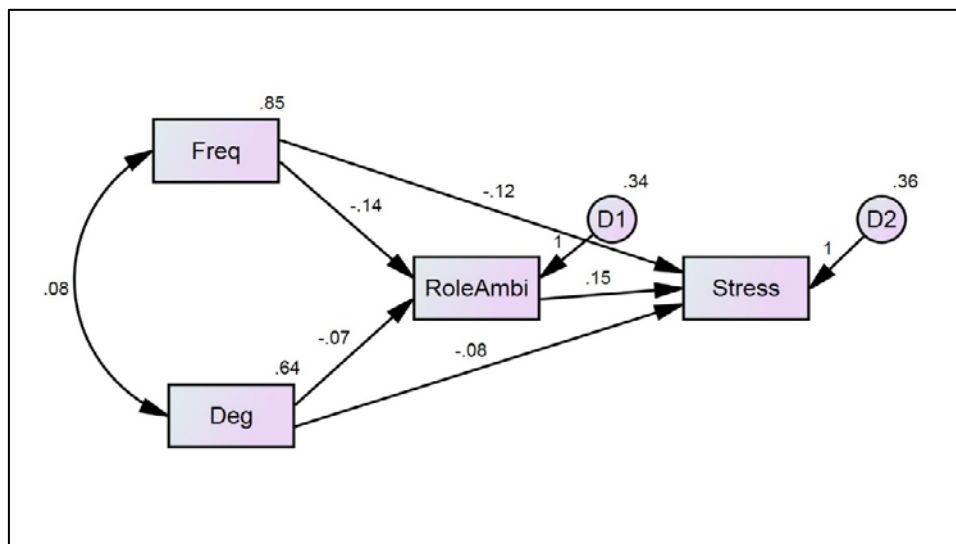 .85
Freq
-.12
.34
D1
.36
D2
-.14
1
1
.08
RoleAmbi
.15
Stress
-.07
-.08
.64
Deg